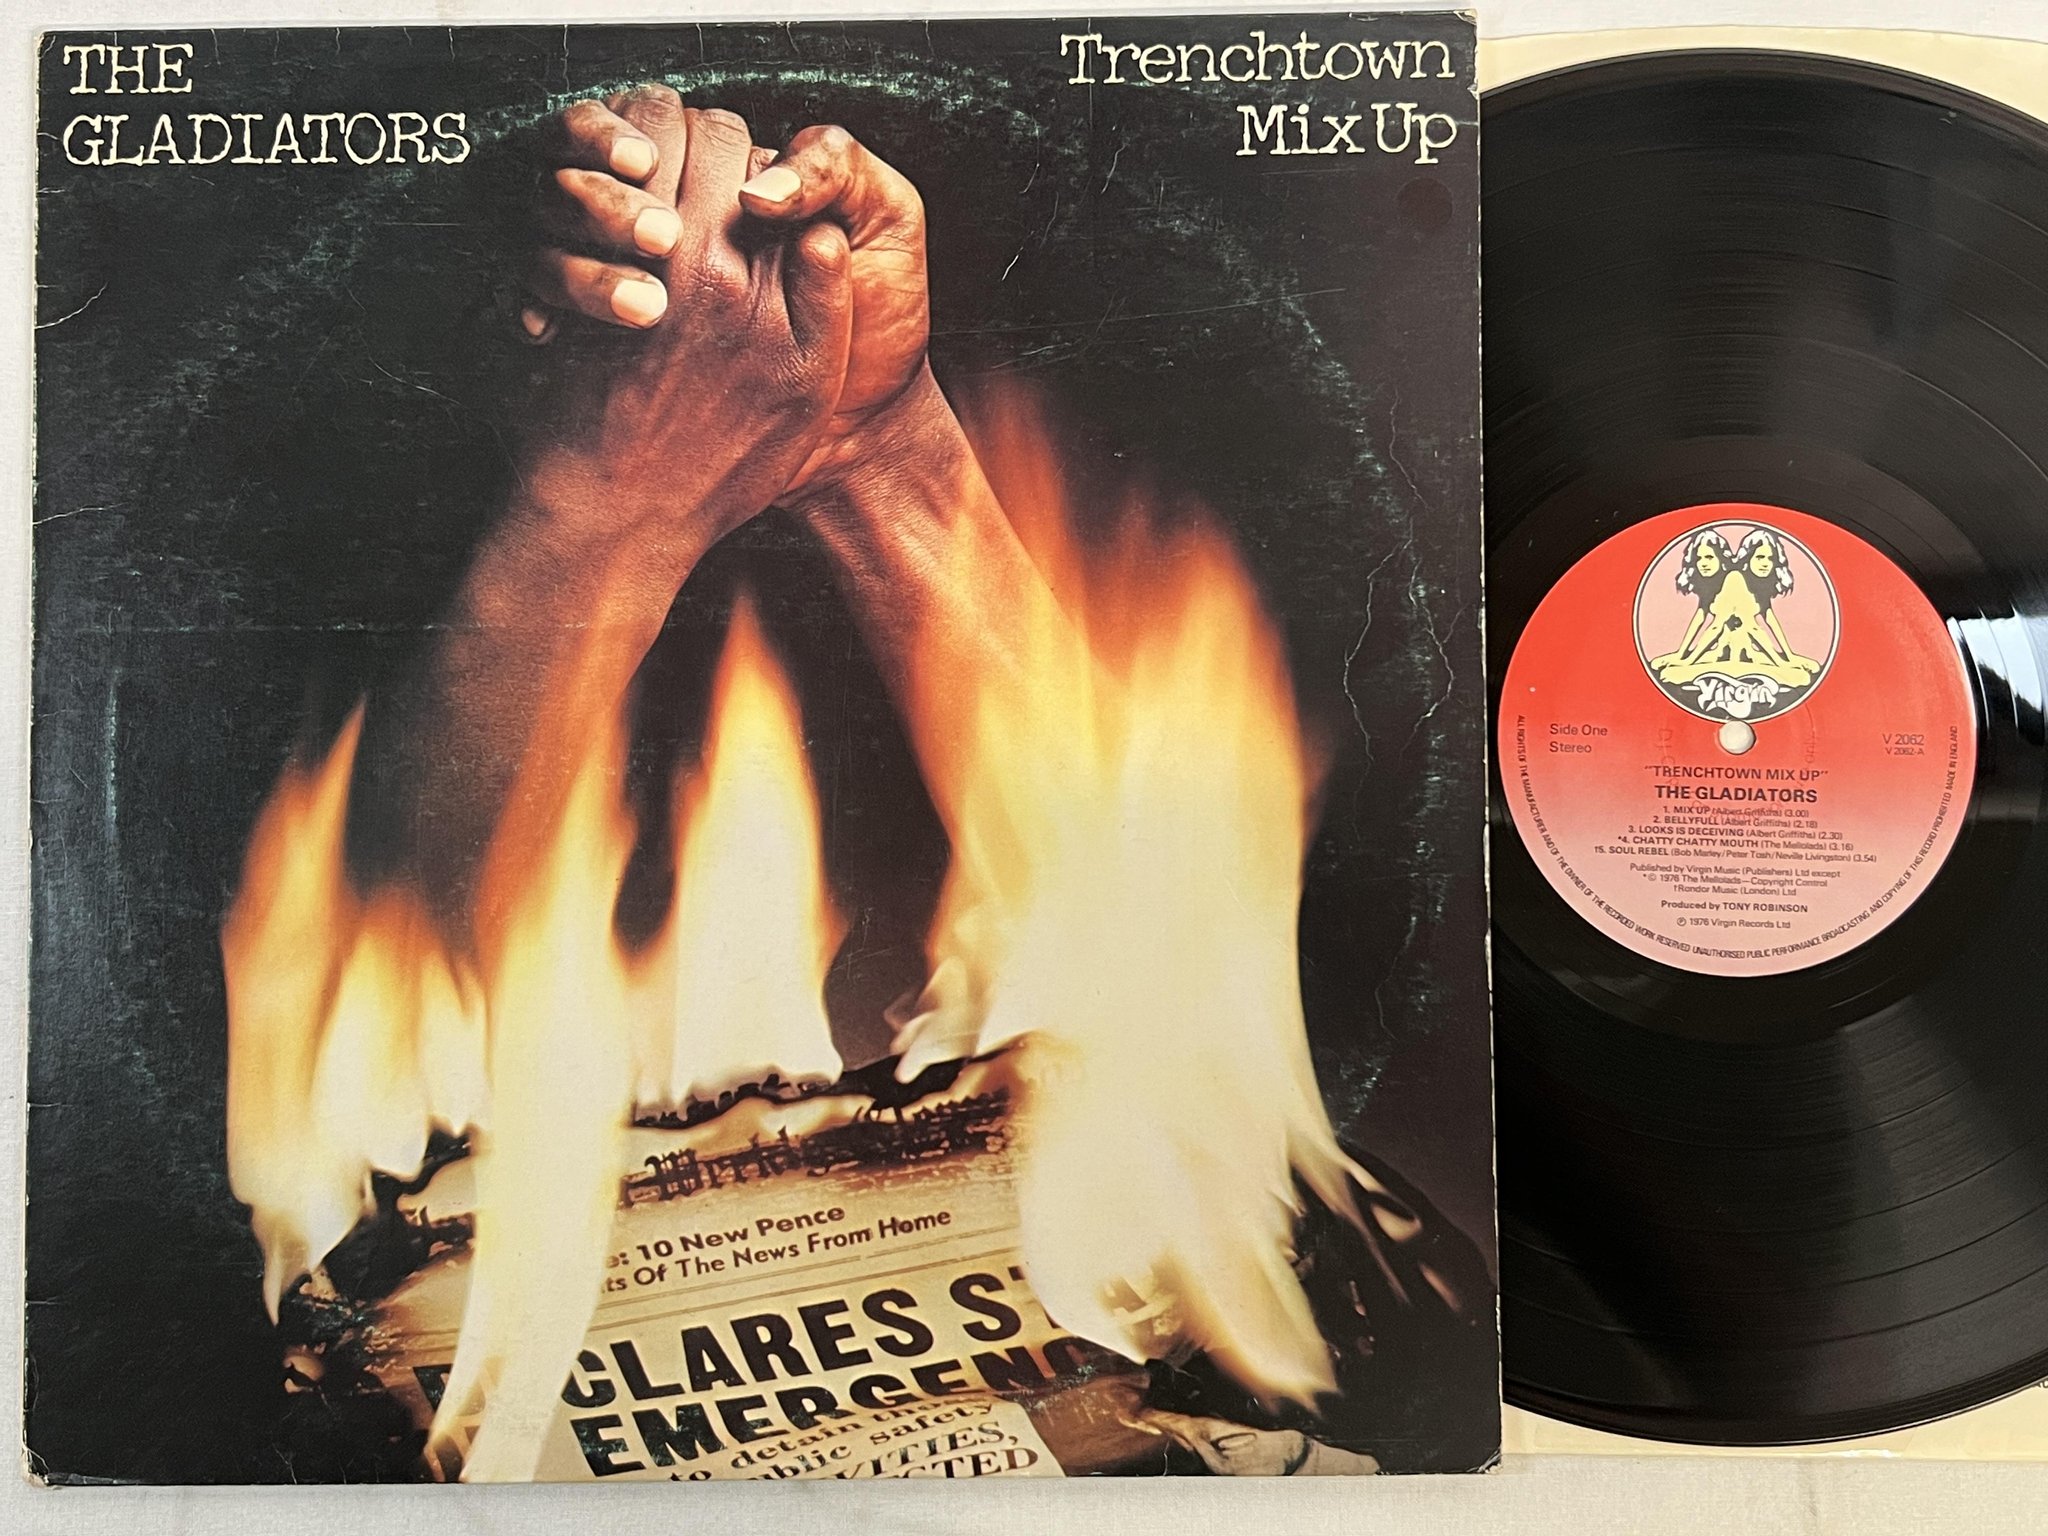 THE
GLADIATORS
Trenchtown
Mix Up
Weekly
e: 10 New Pence
ts Of The News From Home
CLARES ST
EMERGENC
to detain tho
ublic safety
VITIES,
CTED
Virgin
Side One
Stereo
V 2062
V 2062-A
"TRENCHTOWN MIX UP"
THE GLADIATORS
1. MIX UP (Albert Griffiths) (3.00)
2. BELLYFULL (Albert Griffiths) (2.18)
3. LOOKS IS DECEIVING (Albert Griffiths) (2.30)
*4. CHATTY CHATTY MOUTH (The Mellolads) (3.16)
†5. SOUL REBEL (Bob Marley/Peter Tosh/Neville Livingston) (3.54)
Published by Virgin Music (Publishers) Ltd except
*© 1976 The Mellolads—Copyright Control
†Rondor Music (London) Ltd
Produced by TONY ROBINSON
℗ 1976 Virgin Records Ltd
ALL RIGHTS OF THE MANUFACTURER AND OF THE OWNER OF THE RECORDED WORK RESERVED UNAUTHORISED PUBLIC PERFORMANCE BROADCASTING AND COPYING OF THIS RECORD PROHIBITED MADE IN ENGLAND